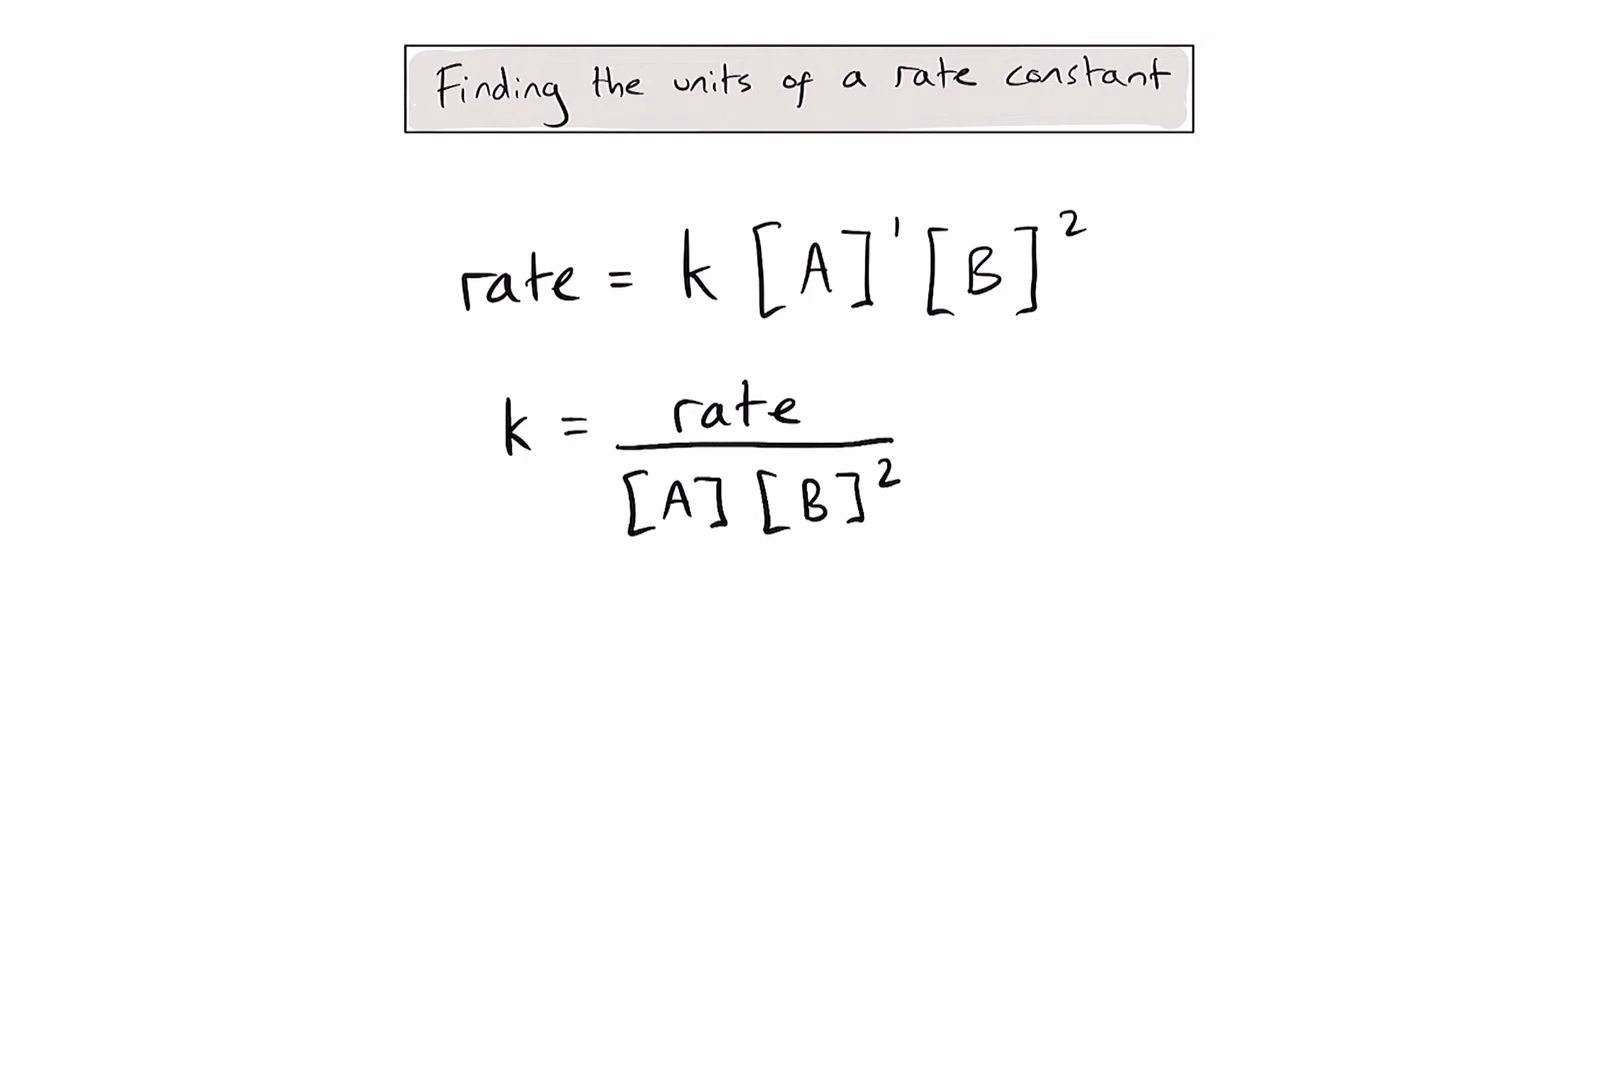 Finding the units of a rate constant
rate = k [A]¹ [B]²
k = rate
[A] [B]²